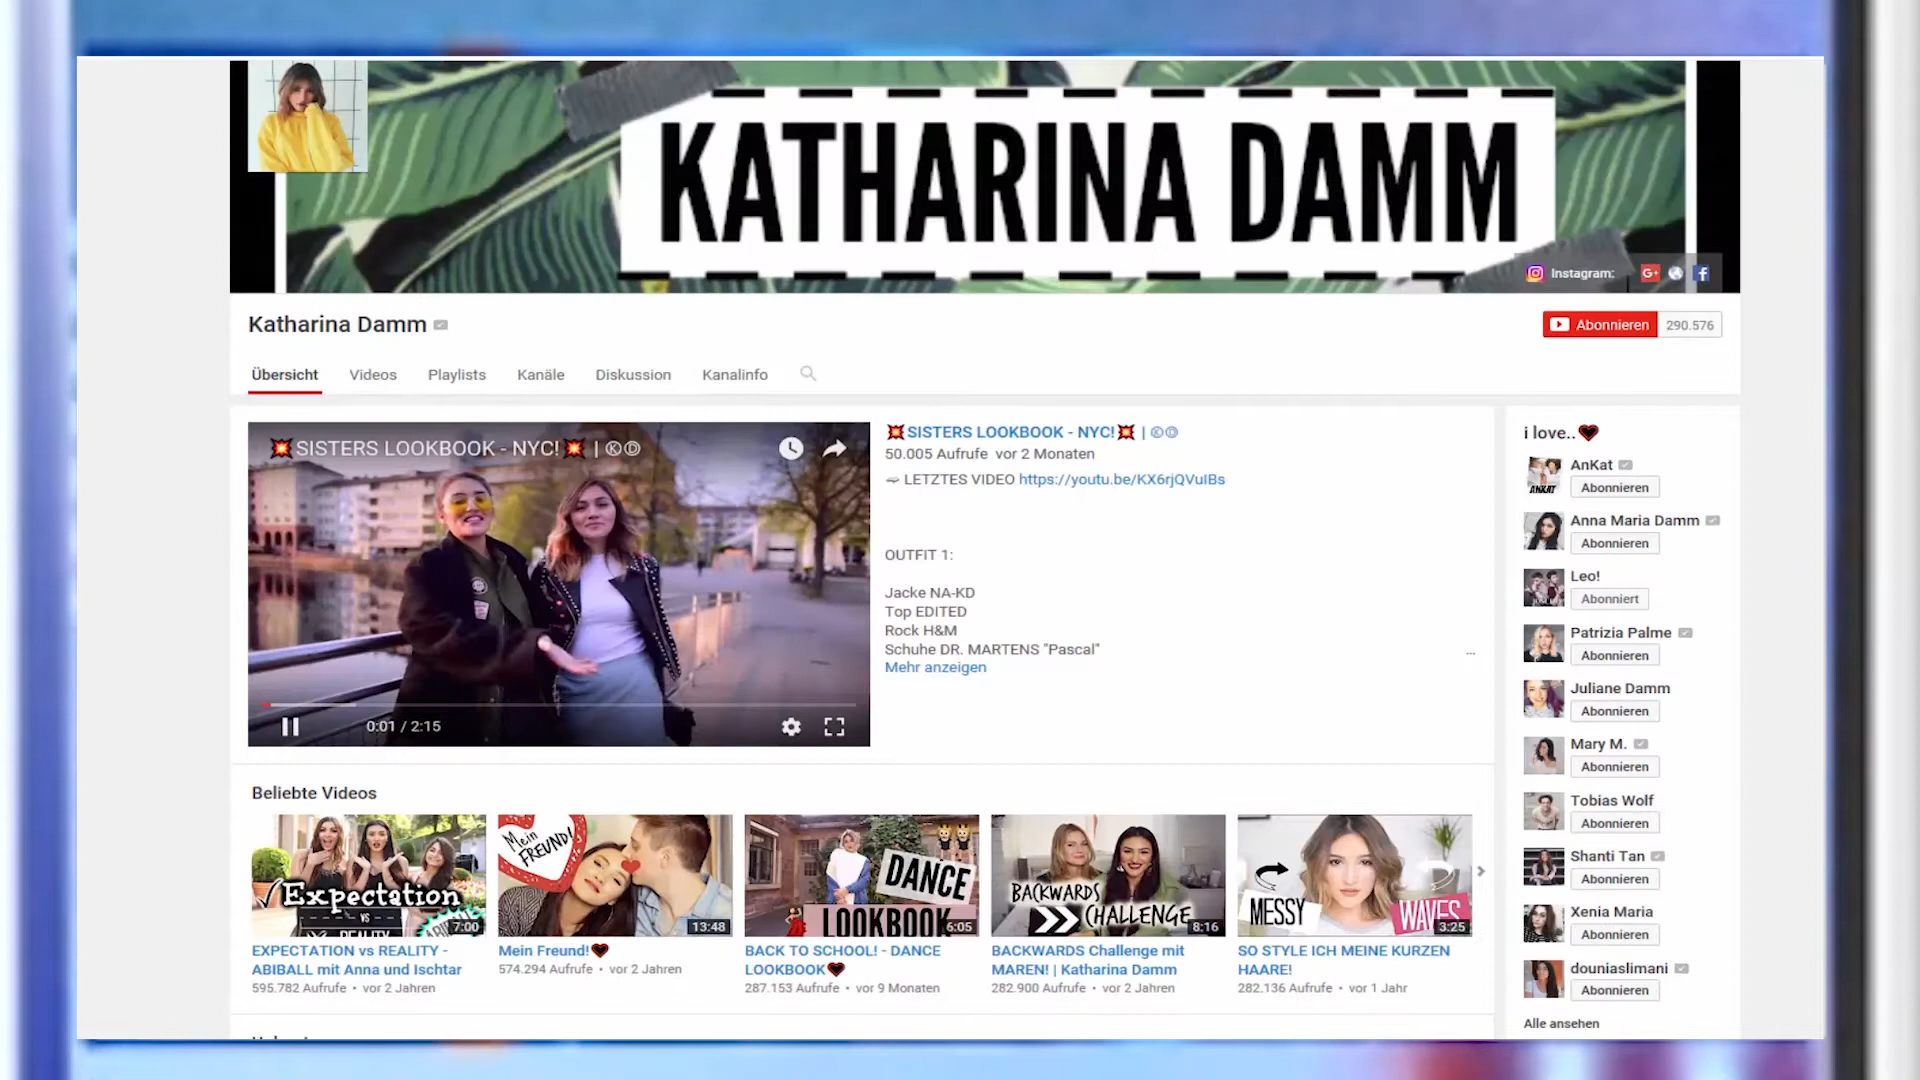 KATHARINA DAMM
Instagram:
Katharina Damm
Abonnieren 290.576
Übersicht Videos Playlists Kanäle Diskussion Kanalinfo
💥SISTERS LOOKBOOK - NYC!💥 | ⓀⒹ
0:01 / 2:15
💥SISTERS LOOKBOOK - NYC!💥 | ⓀⒹ
50.005 Aufrufe vor 2 Monaten
LETZTES VIDEO https://youtu.be/KX6rjQVuIBs
OUTFIT 1:
Jacke NA-KD
Top EDITED
Rock H&M
Schuhe DR. MARTENS "Pascal"
...
Mehr anzeigen
Beliebte Videos
Expectation
VS
REALITY
7:00
EXPECTATION vs REALITY -
ABIBALL mit Anna und Ischtar
595.782 Aufrufe • vor 2 Jahren
Mein
FREUND!
13:48
Mein Freund!🖤
574.294 Aufrufe • vor 2 Jahren
DANCE
LOOKBOOK
6:05
BACK TO SCHOOL! - DANCE
LOOKBOOK🖤
287.153 Aufrufe • vor 9 Monaten
BACKWARDS
CHALLENGE
8:16
BACKWARDS Challenge mit
MAREN! | Katharina Damm
282.900 Aufrufe • vor 2 Jahren
MESSY
WAVES
3:25
SO STYLE ICH MEINE KURZEN
HAARE!
282.136 Aufrufe • vor 1 Jahr
i love..🖤
AnKat
Abonnieren
Anna Maria Damm
Abonnieren
Leo!
Abonniert
Patrizia Palme
Abonnieren
Juliane Damm
Abonnieren
Mary M.
Abonnieren
Tobias Wolf
Abonnieren
Shanti Tan
Abonnieren
Xenia Maria
Abonnieren
douniaslimani
Abonnieren
Alle ansehen